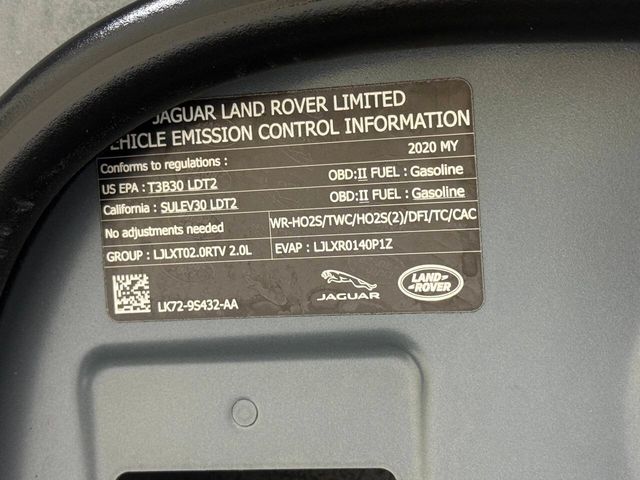 JAGUAR LAND ROVER LIMITED
EHICLE EMISSION CONTROL INFORMATION
Conforms to regulations : 2020 MY
US EPA : T3B30 LDT2 OBD:II FUEL : Gasoline
California : SULEV30 LDT2 OBD:II FUEL : Gasoline
No adjustments needed WR-HO2S/TWC/HO2S(2)/DFI/TC/CAC
GROUP : LJLXT02.0RTV 2.0L EVAP : LJLXR0140P1Z
LK72-9S432-AA
JAGUAR
LAND
ROVER